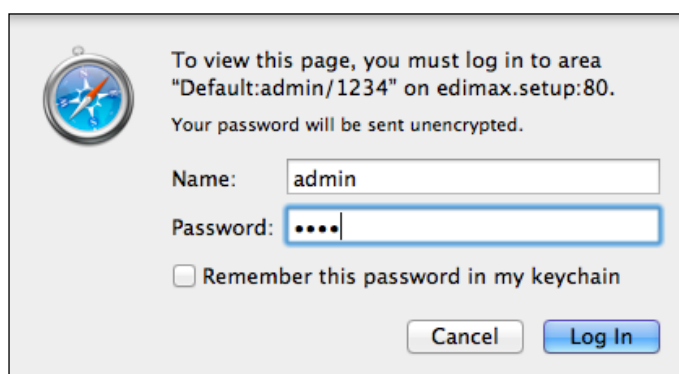 To view this page, you must log in to area
“Default:admin/1234” on edimax.setup:80.
Your password will be sent unencrypted.
Name: admin
Password: ••••
Remember this password in my keychain
Cancel Log In